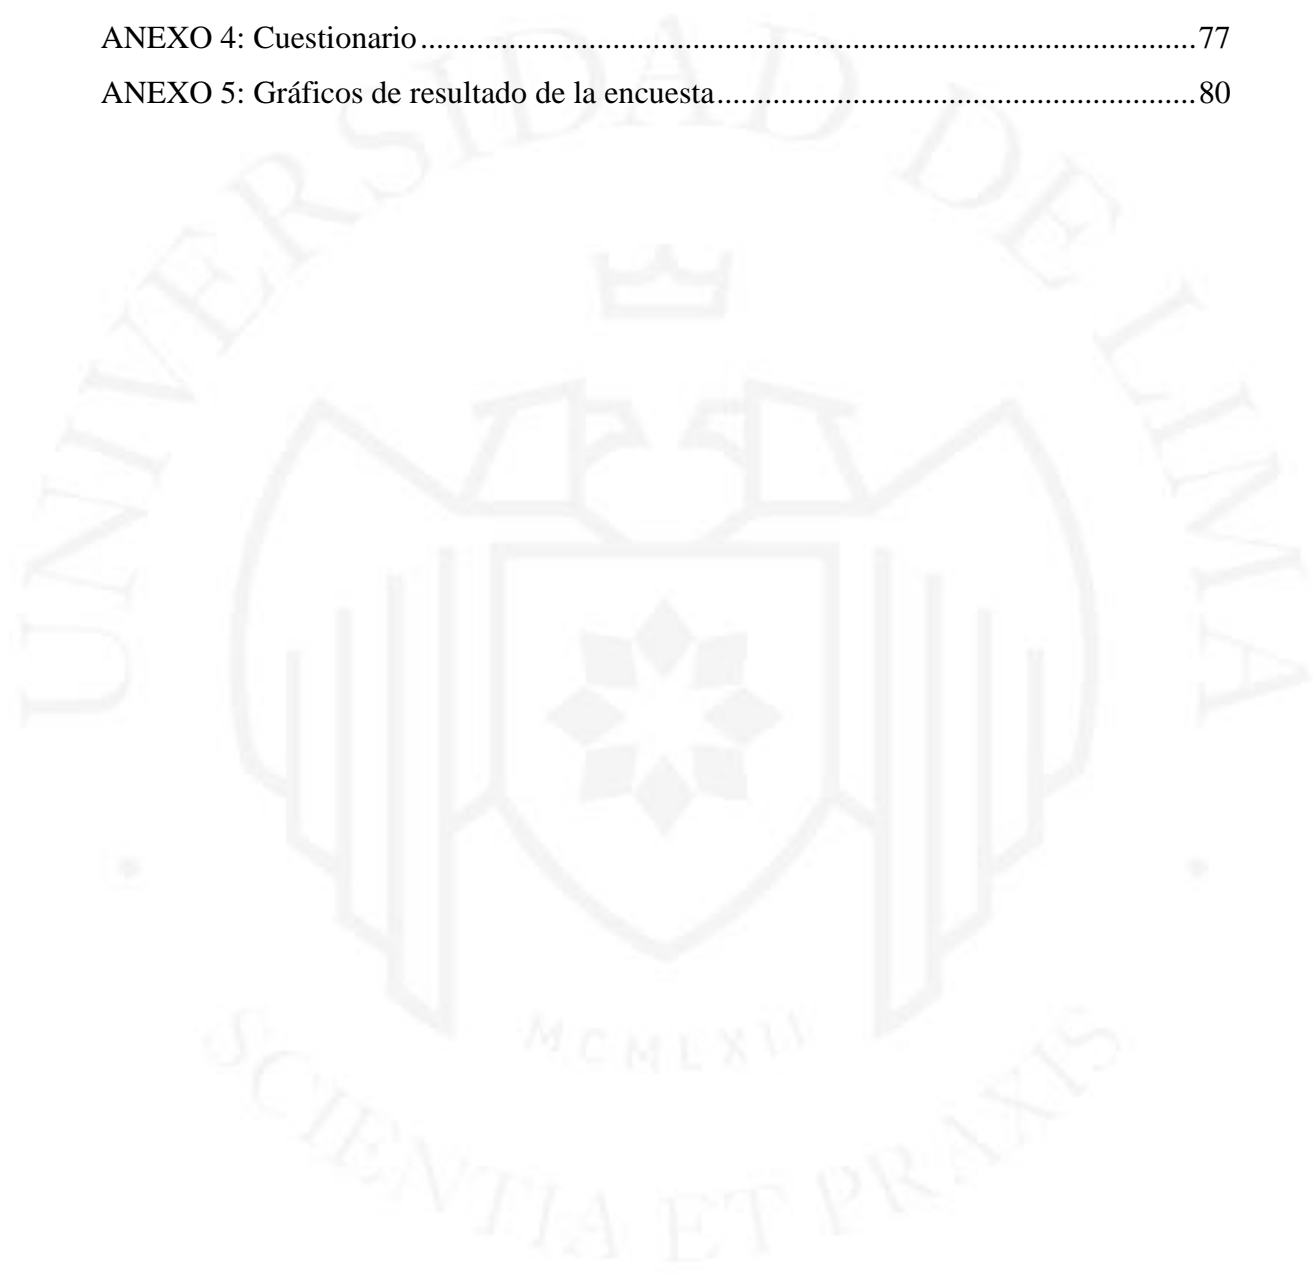 ANEXO 4: Cuestionario.................................................................................................77
ANEXO 5: Gráficos de resultado de la encuesta............................................................80
UNIVERSIDAD DE LIMA
MCMLXII
SCIENTIA ET PRAXIS